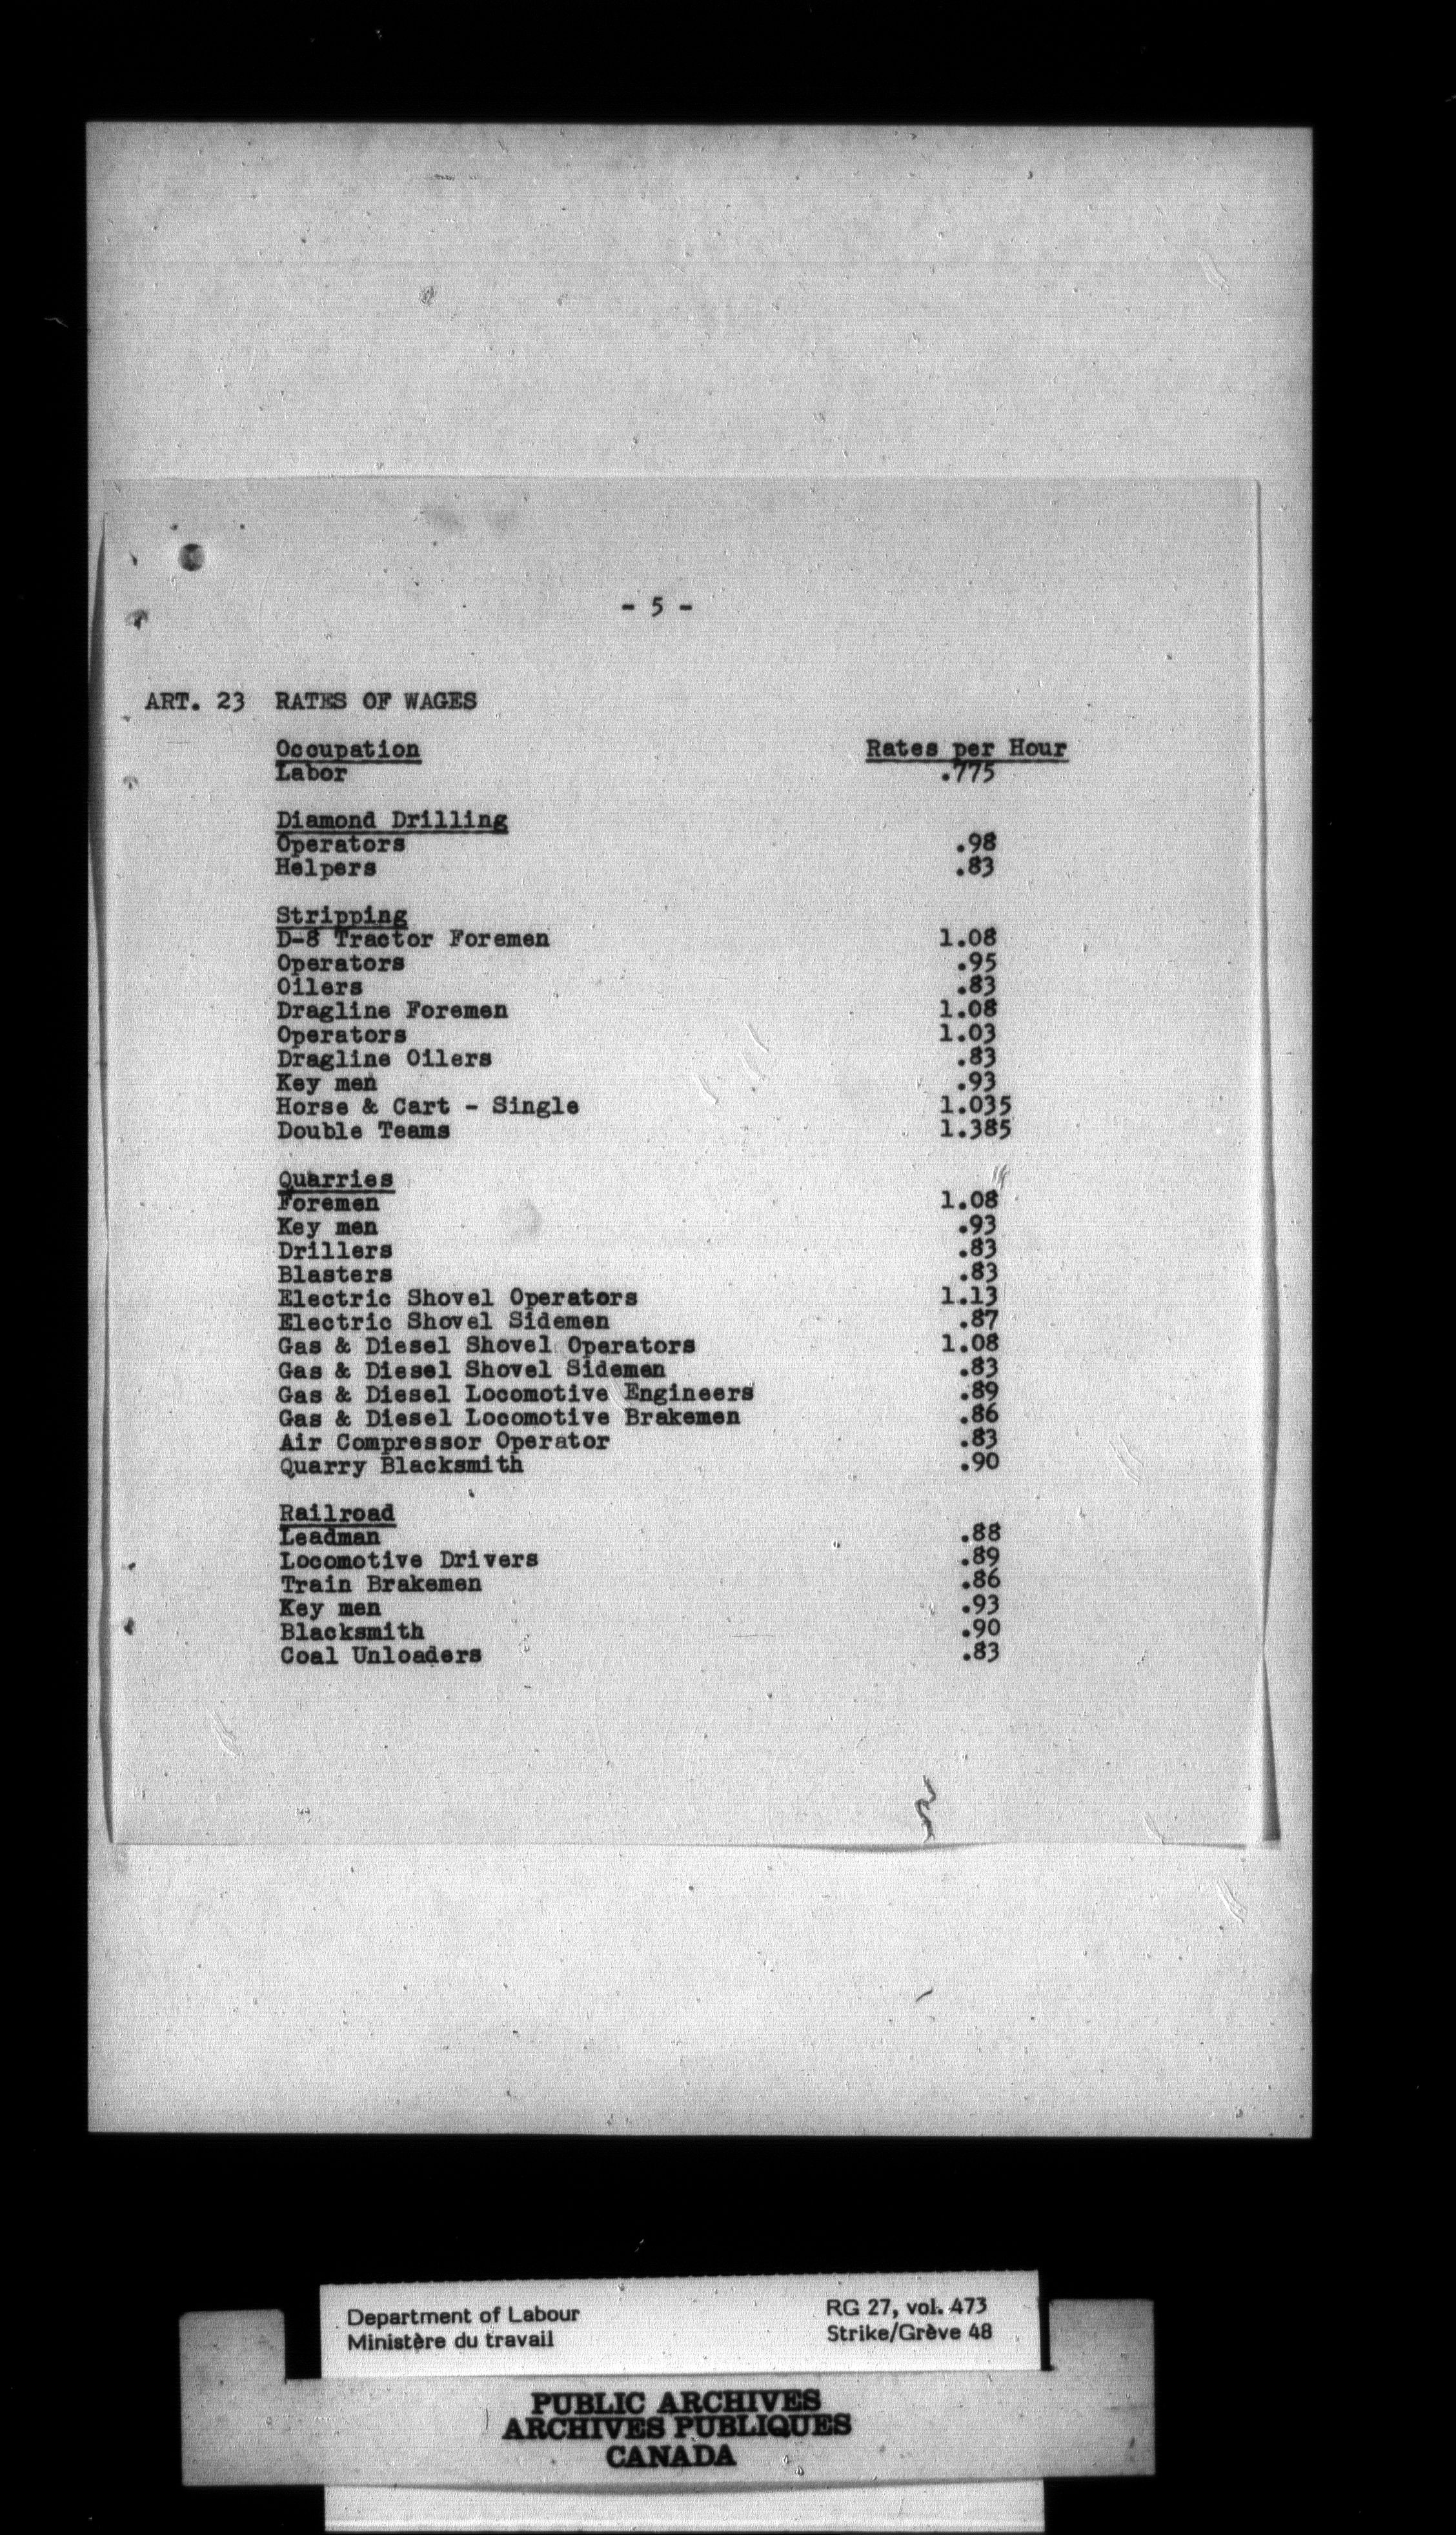 - 5 -
ART. 23 RATES OF WAGES
Occupation Rates per Hour
Labor .775
Diamond Drilling
Operators .98
Helpers .83
Stripping
D-8 Tractor Foremen 1.08
Operators .95
Oilers .83
Dragline Foremen 1.08
Operators 1.03
Dragline Oilers .83
Key men .93
Horse & Cart - Single 1.035
Double Teams 1.385
Quarries
Foremen 1.08
Key men .93
Drillers .83
Blasters .83
Electric Shovel Operators 1.13
Electric Shovel Sidemen .87
Gas & Diesel Shovel Operators 1.08
Gas & Diesel Shovel Sidemen .83
Gas & Diesel Locomotive Engineers .89
Gas & Diesel Locomotive Brakemen .86
Air Compressor Operator .83
Quarry Blacksmith .90
Railroad
Leadman .88
Locomotive Drivers .89
Train Brakemen .86
Key men .93
Blacksmith .90
Coal Unloaders .83
Department of Labour RG 27, vol. 473
Ministère du travail Strike/Grève 48
PUBLIC ARCHIVES
ARCHIVES PUBLIQUES
CANADA